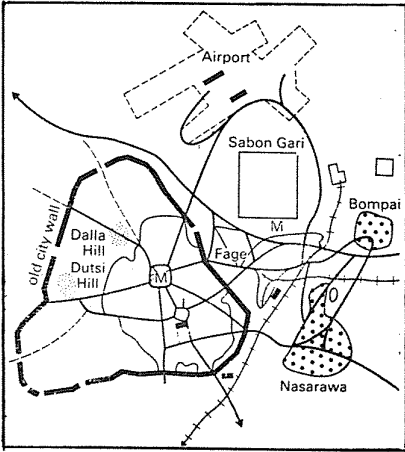 Airport
Sabon Gari
M
Bompai
old city wall
Dalla
Hill
Dutsi
Hill
Fage
M
Nasarawa